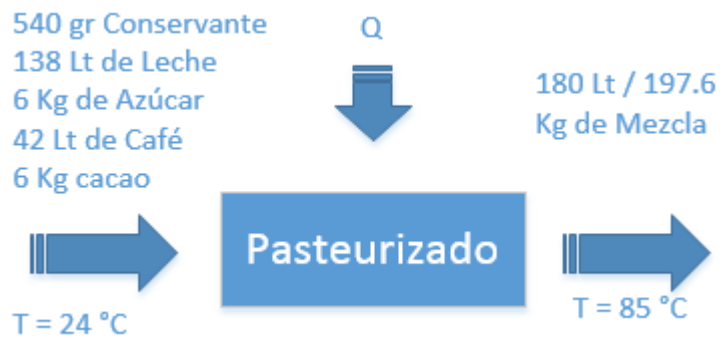 540 gr Conservante
138 Lt de Leche
6 Kg de Azúcar
42 Lt de Café
6 Kg cacao
Q
180 Lt / 197.6
Kg de Mezcla
Pasteurizado
T = 24 °C
T = 85 °C